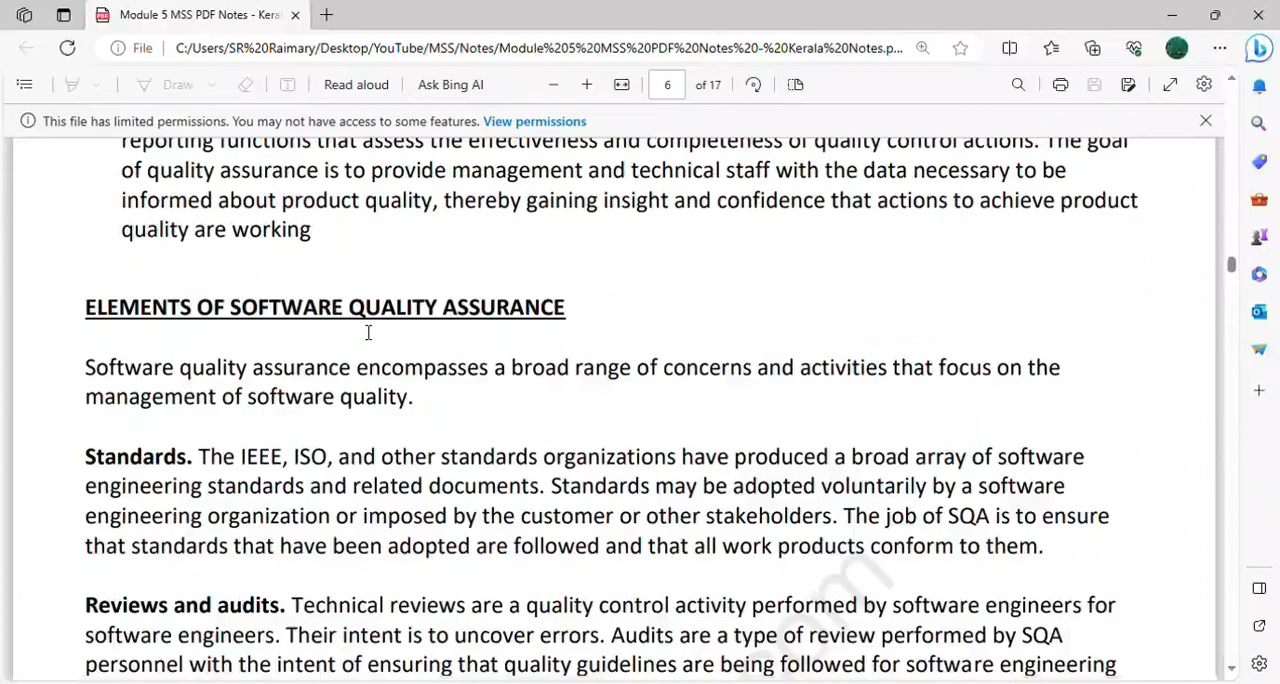 Module 5 MSS PDF Notes - Kera
File
C:/Users/SR%20Raimary/Desktop/YouTube/MSS/Notes/Module%205%20MSS%20PDF%20Notes%20-%20Kerala%20Notes.p...
Draw
Read aloud
Ask Bing AI
6 of 17
This file has limited permissions. You may not have access to some features. View permissions
reporting functions that assess the effectiveness and completeness of quality control actions. The goal
of quality assurance is to provide management and technical staff with the data necessary to be
informed about product quality, thereby gaining insight and confidence that actions to achieve product
quality are working
ELEMENTS OF SOFTWARE QUALITY ASSURANCE
Software quality assurance encompasses a broad range of concerns and activities that focus on the
management of software quality.
Standards. The IEEE, ISO, and other standards organizations have produced a broad array of software
engineering standards and related documents. Standards may be adopted voluntarily by a software
engineering organization or imposed by the customer or other stakeholders. The job of SQA is to ensure
that standards that have been adopted are followed and that all work products conform to them.
Reviews and audits. Technical reviews are a quality control activity performed by software engineers for
software engineers. Their intent is to uncover errors. Audits are a type of review performed by SQA
personnel with the intent of ensuring that quality guidelines are being followed for software engineering